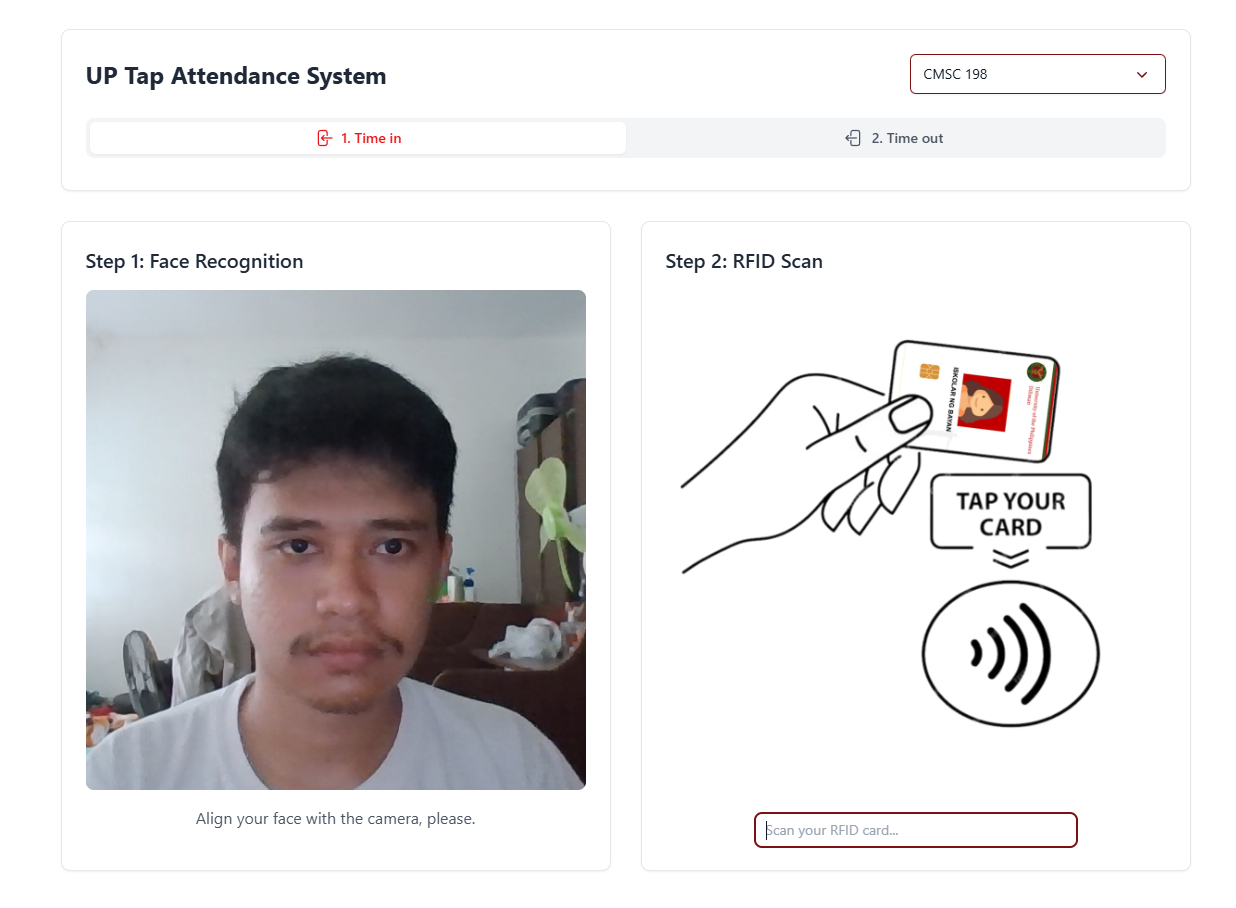 UP Tap Attendance System
CMSC 198
1. Time in
2. Time out
Step 1: Face Recognition
Align your face with the camera, please.
Step 2: RFID Scan
ISKOLAR NG BAYAN
University of the Philippines
Diliman
TAP YOUR
CARD
Scan your RFID card...